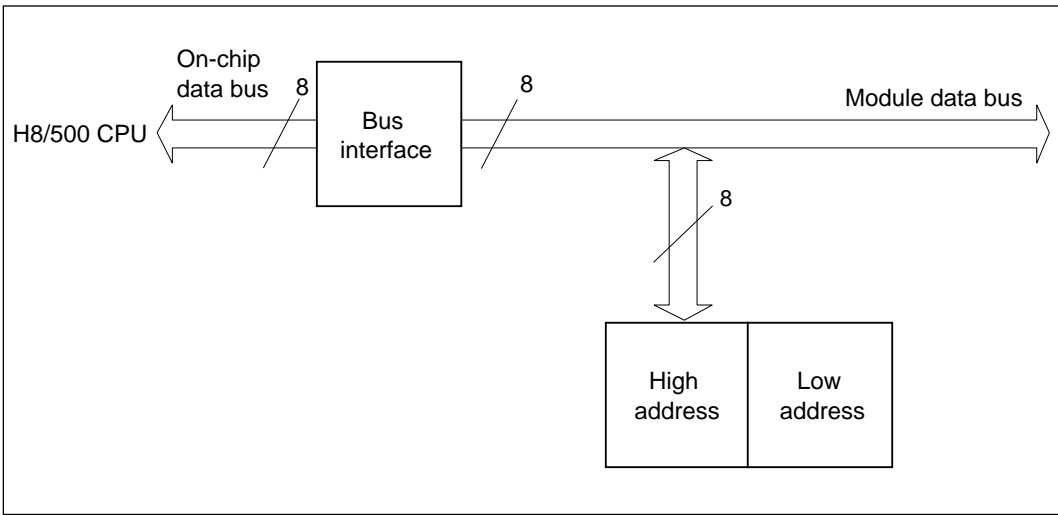 On-chip
data bus
8
8
H8/500 CPU
Bus
interface
Module data bus
8
High
address
Low
address